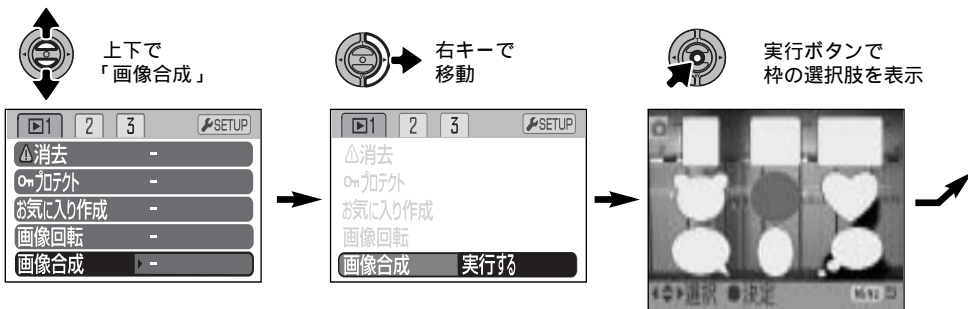 上下で
「画像合成」
右キーで
移動
実行ボタンで
枠の選択肢を表示
1 2 3 SETUP
消去 -
プロテクト -
お気に入り作成 -
画像回転 -
画像合成 -
1 2 3 SETUP
消去
プロテクト
お気に入り作成
画像回転
画像合成 実行する
選択 決定 MENU